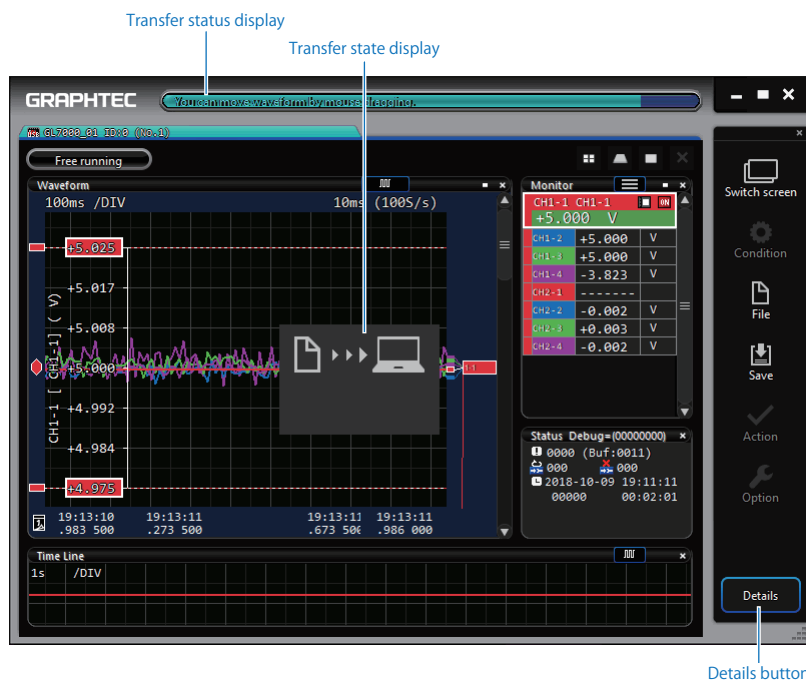 Transfer status display
Transfer state display
GRAPHTEC
You can move waveform by mouse dragging.
USB GL7000_01 ID:0 (No.1)
Free running
Waveform
100ms /DIV
10ms (100S/s)
+5.025
+5.017
+5.008
+5.000
+4.992
+4.984
+4.975
CH1-1 [ CH1-1] ( V)
19:13:10 19:13:11 19:13:11 19:13:11
.983 500 .273 500 .673 500 .986 000
Monitor
CH1-1 CH1-1 ON
+5.000 V
CH1-2 +5.000 V
CH1-3 +5.000 V
CH1-4 -3.823 V
CH2-1 -------
CH2-2 -0.002 V
CH2-3 +0.003 V
CH2-4 -0.002 V
Status Debug=(00000000)
0000 (Buf:0011)
000 000
2018-10-09 19:11:11
00000 00:02:01
Time Line
1s /DIV
Switch screen
Condition
File
Save
Action
Option
Details
Details button